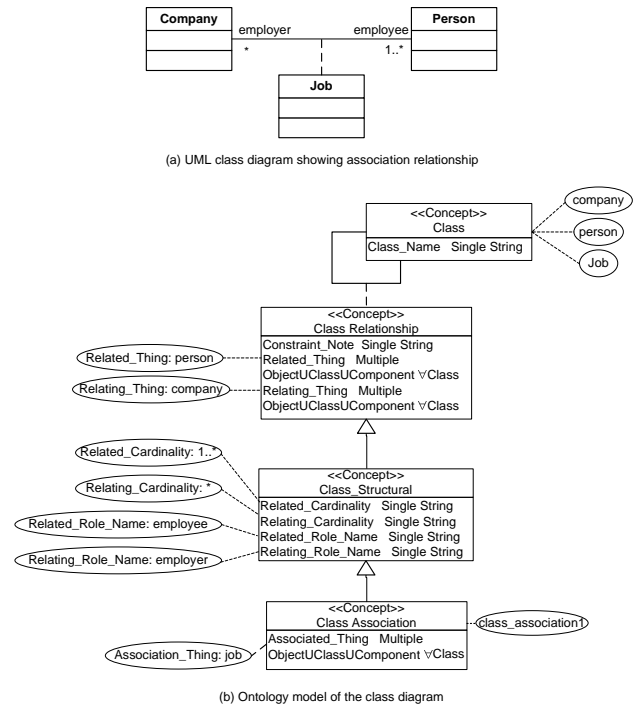 Company
Person
employer
employee
*
1..*
Job
(a) UML class diagram showing association relationship
company
<<Concept>>
Class
person
Class_Name Single String
Job
<<Concept>>
Class Relationship
Constraint_Note Single String
Related_Thing: person
Related_Thing Multiple
ObjectUClassUComponent ∀Class
Relating_Thing: company
Relating_Thing Multiple
ObjectUClassUComponent ∀Class
Related_Cardinality: 1..*
<<Concept>>
Class_Structural
Relating_Cardinality: *
Related_Cardinality Single String
Relating_Cardinality Single String
Related_Role_Name: employee
Related_Role_Name Single String
Relating_Role_Name Single String
Relating_Role_Name: employer
<<Concept>>
Class Association
class_association1
Associated_Thing Multiple
ObjectUClassUComponent ∀Class
Association_Thing: job
(b) Ontology model of the class diagram